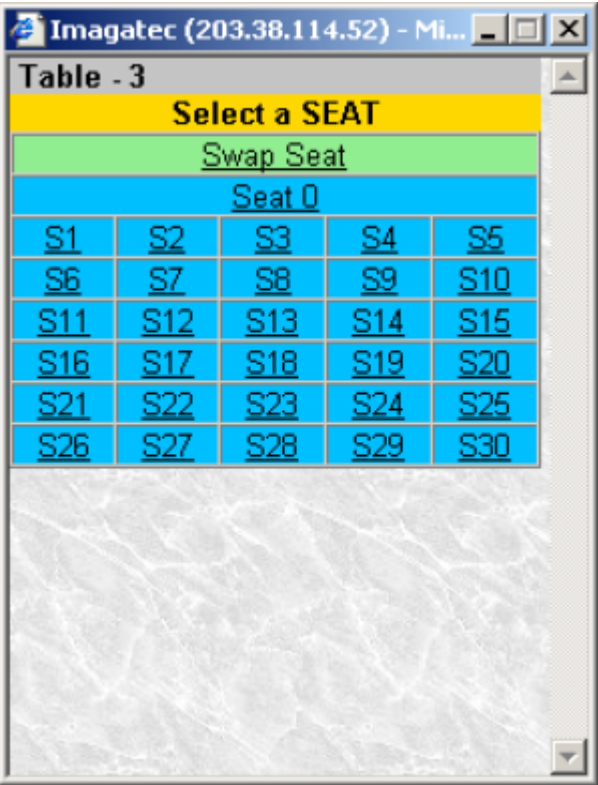 Imagatec (203.38.114.52) - Mi...
Table - 3
Select a SEAT
Swap Seat
Seat 0
S1 S2 S3 S4 S5
S6 S7 S8 S9 S10
S11 S12 S13 S14 S15
S16 S17 S18 S19 S20
S21 S22 S23 S24 S25
S26 S27 S28 S29 S30